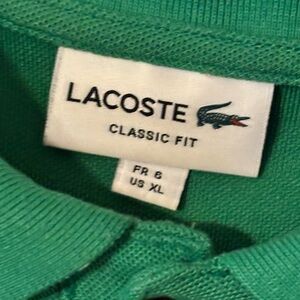 LACOSTE
CLASSIC FIT
FR 6
US XL